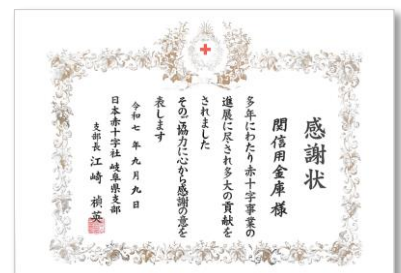 感謝状
関信用金庫様
多年にわたり赤十字事業の
進展に尽され多大の貢献を
されました
そのご協力に心から感謝の意を
表します
令和七年九月九日
日本赤十字社岐阜県支部
支部長江崎禎英